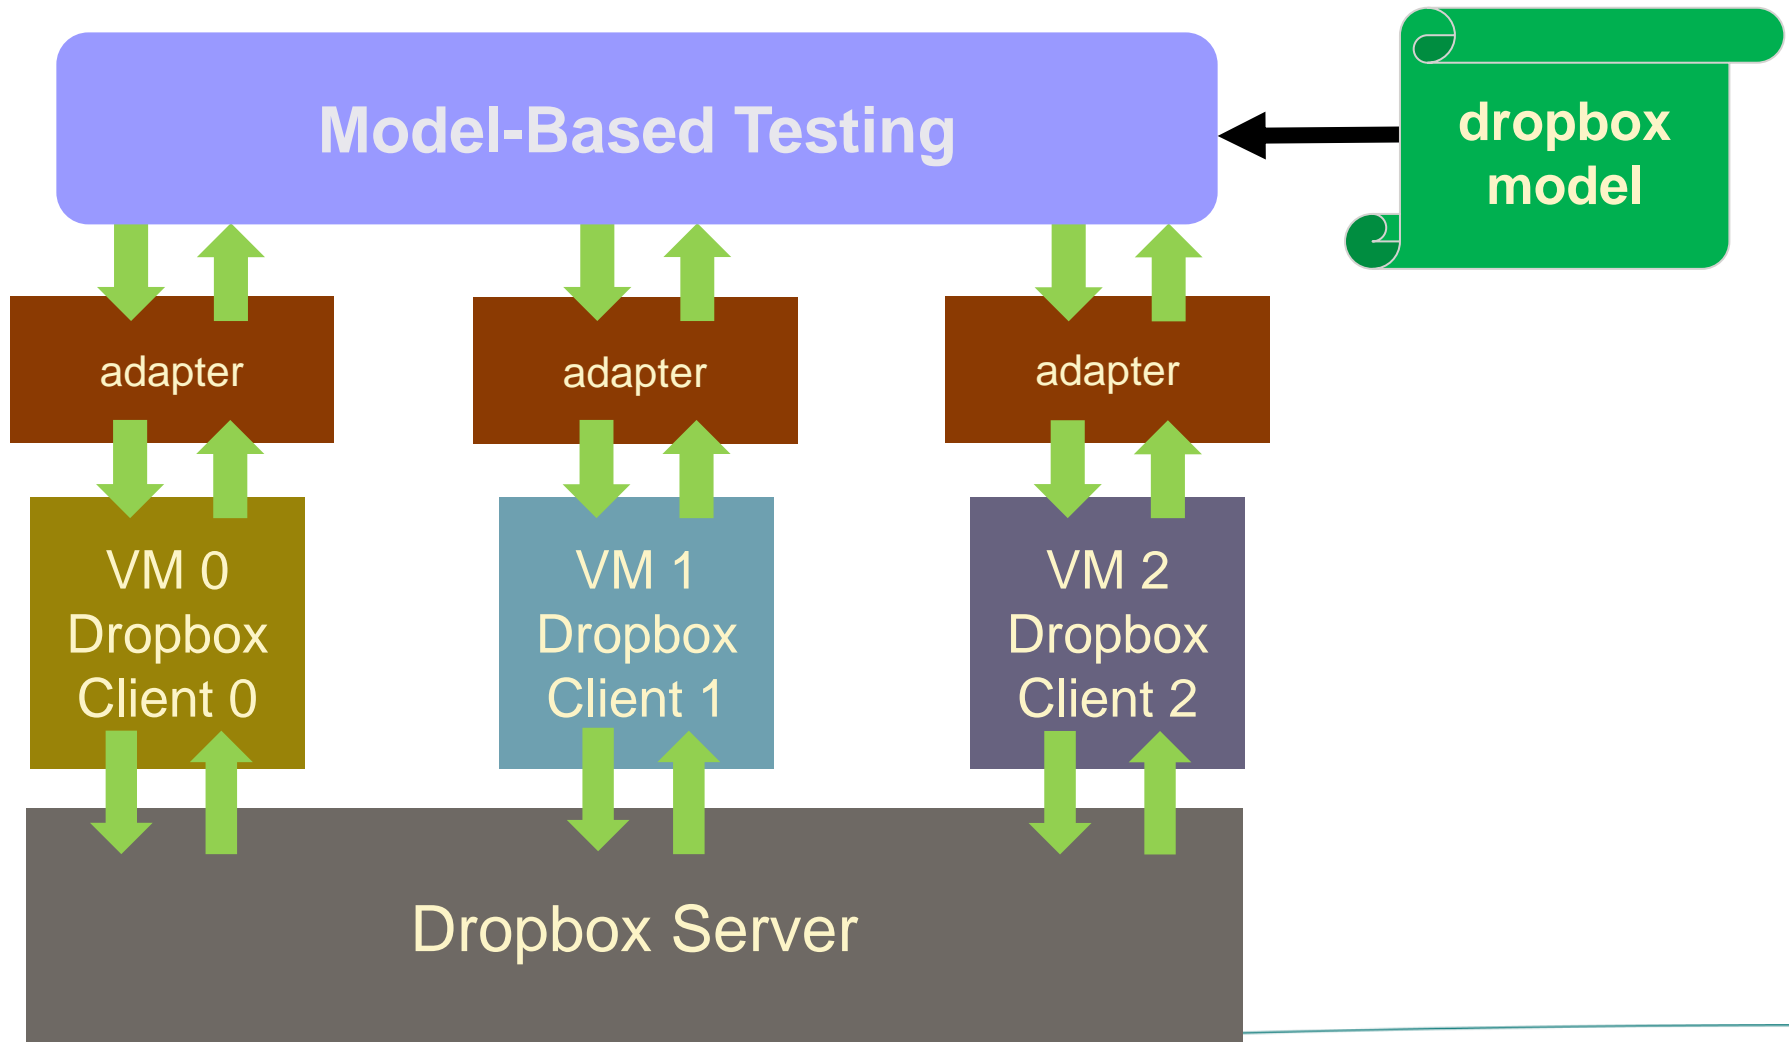 Model-Based Testing
dropbox
model
adapter
adapter
adapter
VM 0
Dropbox
Client 0
VM 1
Dropbox
Client 1
VM 2
Dropbox
Client 2
Dropbox Server